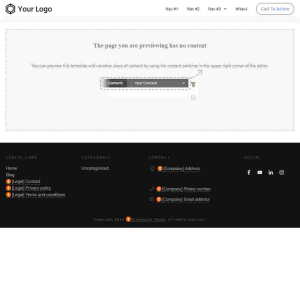 Your Logo
Nav #1 Nav #2 Nav #3 #Nav4 Call To Action
The page you are previewing has no content
You can preview this template with another piece of content by using the content switcher in the upper right corner of the editor.
Content: Your Content
USEFUL LINKS
Home
Blog
[Legal] Contact
[Legal] Privacy policy
[Legal] Terms and conditions
CATEGORIES
Uncategorized
CONTACT
[Company] Address
[Company] Phone number
[Company] Email address
SOCIAL
Copyright 2024 [Company] Name. All rights reserved